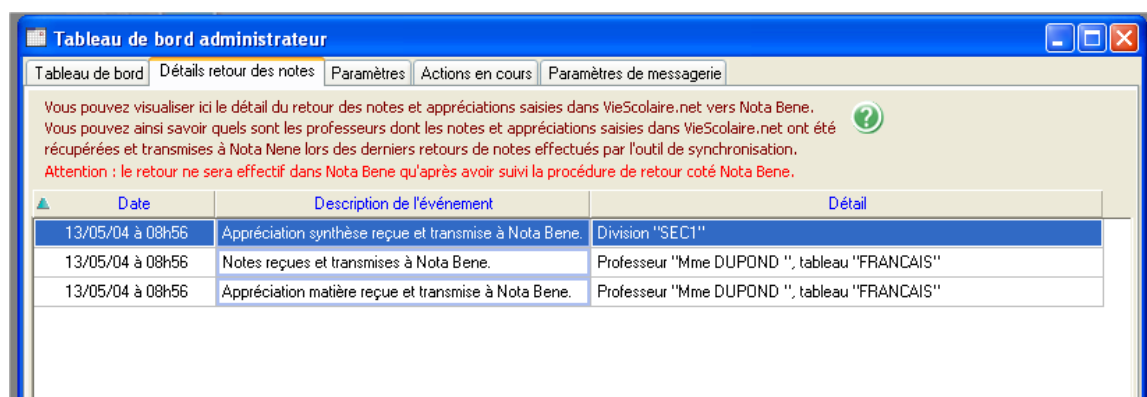 Tableau de bord administrateur
Tableau de bord Détails retour des notes Paramètres Actions en cours Paramètres de messagerie
Vous pouvez visualiser ici le détail du retour des notes et appréciations saisies dans VieScolaire.net vers Nota Bene.
Vous pouvez ainsi savoir quels sont les professeurs dont les notes et appréciations saisies dans VieScolaire.net ont été
récupérées et transmises à Nota Nene lors des derniers retours de notes effectués par l'outil de synchronisation.
Attention : le retour ne sera effectif dans Nota Bene qu'après avoir suivi la procédure de retour coté Nota Bene.
Date Description de l'événement Détail
13/05/04 à 08h56 Appréciation synthèse reçue et transmise à Nota Bene. Division "SEC1"
13/05/04 à 08h56 Notes reçues et transmises à Nota Bene. Professeur "Mme DUPOND ", tableau "FRANCAIS"
13/05/04 à 08h56 Appréciation matière reçue et transmise à Nota Bene. Professeur "Mme DUPOND ", tableau "FRANCAIS"